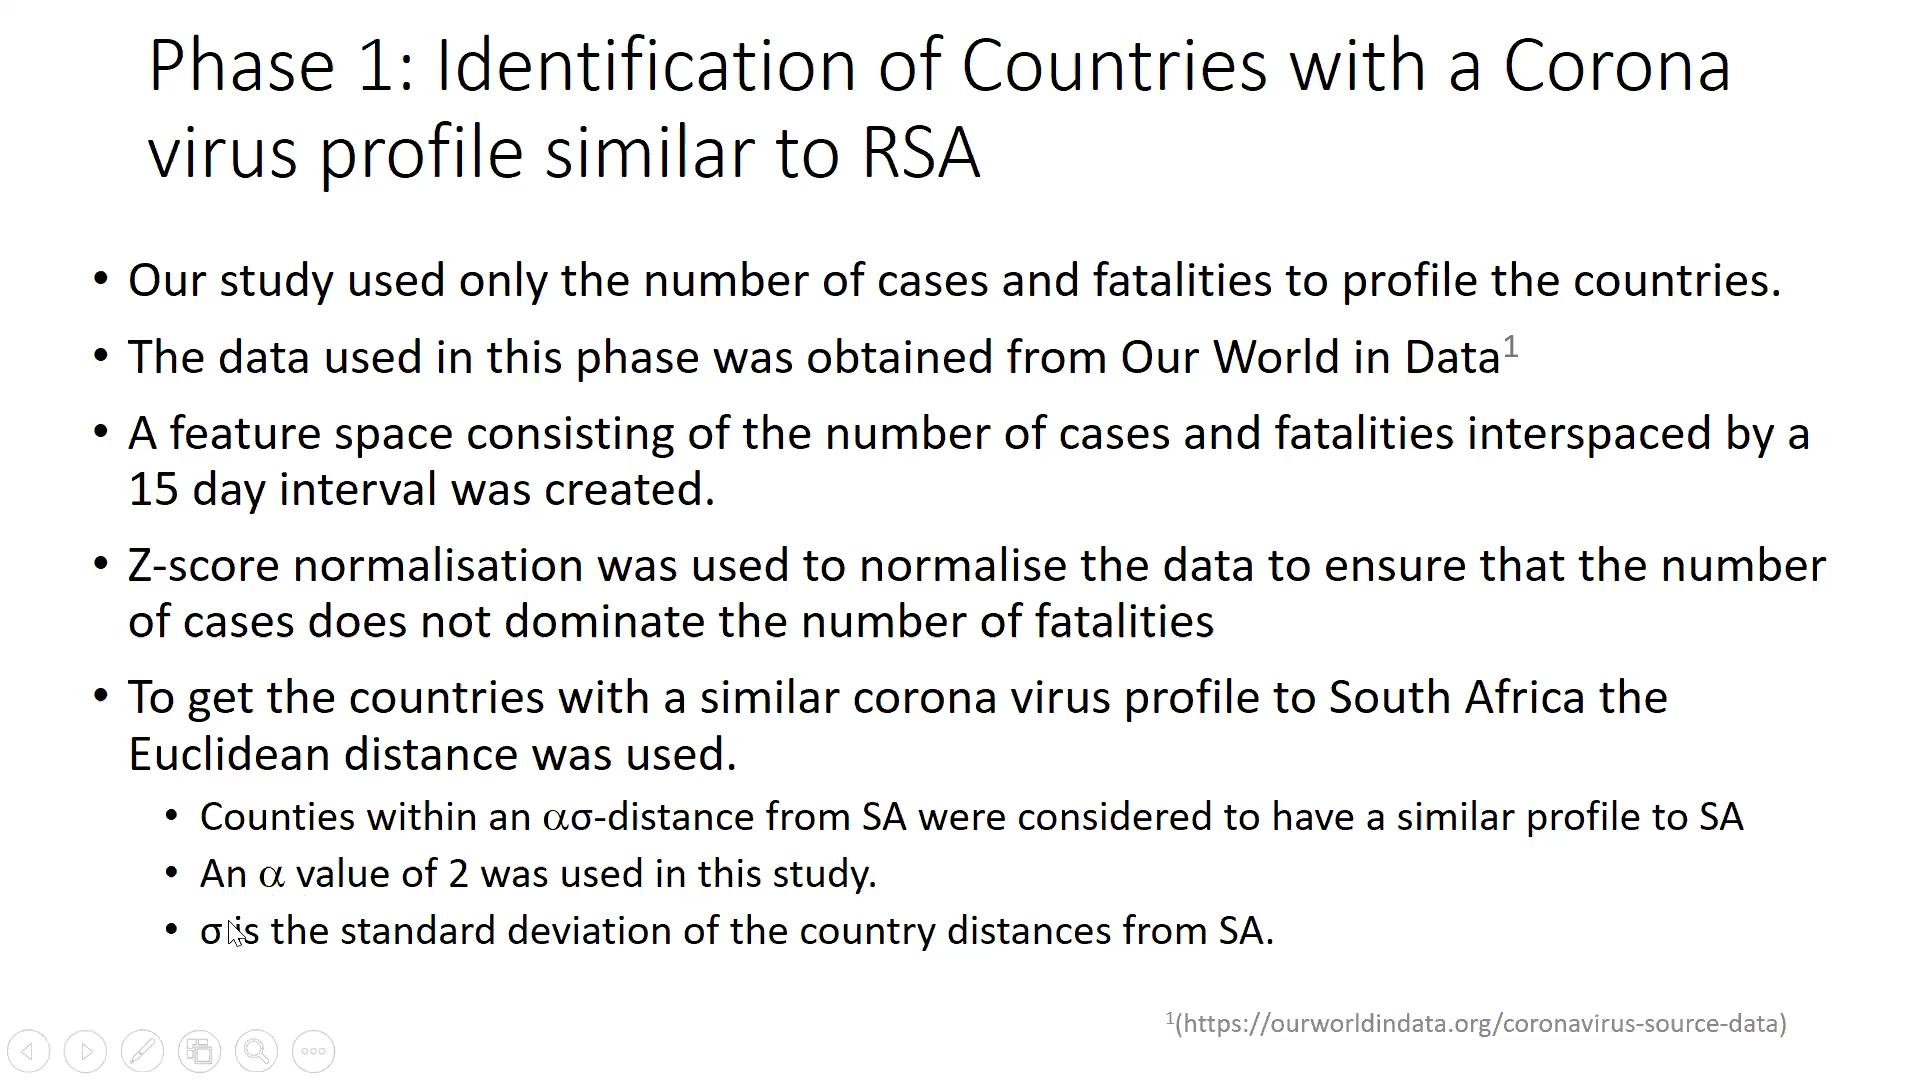 Phase 1: Identification of Countries with a Corona
virus profile similar to RSA
• Our study used only the number of cases and fatalities to profile the countries.
• The data used in this phase was obtained from Our World in Data¹
• A feature space consisting of the number of cases and fatalities interspaced by a
15 day interval was created.
• Z-score normalisation was used to normalise the data to ensure that the number
of cases does not dominate the number of fatalities
• To get the countries with a similar corona virus profile to South Africa the
Euclidean distance was used.
• Counties within an ασ-distance from SA were considered to have a similar profile to SA
• An α value of 2 was used in this study.
• σ is the standard deviation of the country distances from SA.
¹(https://ourworldindata.org/coronavirus-source-data)